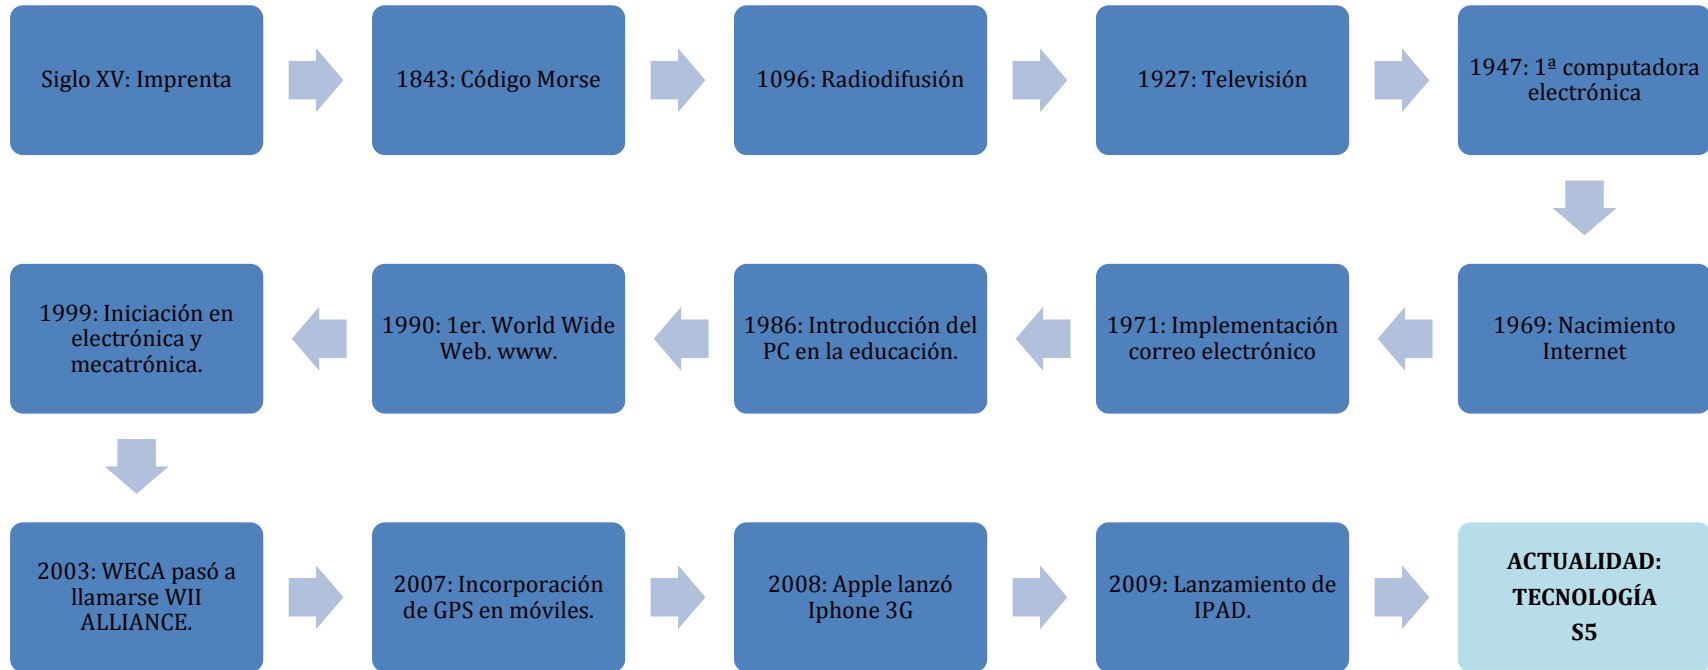 Siglo XV: Imprenta
1843: Código Morse
1096: Radiodifusión
1927: Televisión
1947: 1ª computadora
electrónica
1969: Nacimiento
Internet
1971: Implementación
correo electrónico
1986: Introducción del
PC en la educación.
1990: 1er. World Wide
Web. www.
1999: Iniciación en
electrónica y
mecatrónica.
2003: WECA pasó a
llamarse WII
ALLIANCE.
2007: Incorporación
de GPS en móviles.
2008: Apple lanzó
Iphone 3G
2009: Lanzamiento de
IPAD.
ACTUALIDAD:
TECNOLOGÍA
S5